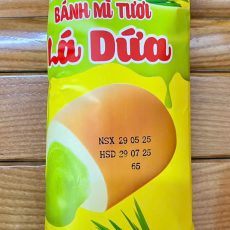 BÁNH MÌ TƯƠI
Lá Dứa
NSX 29 05 25
HSD 29 07 25
65